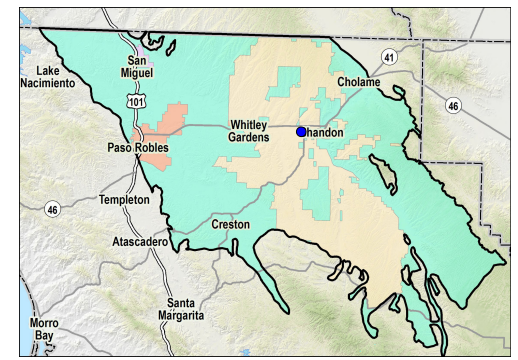 San
Miguel
Lake
Nacimiento
41
Cholame
101
46
Whitley
Gardens
handon
Paso Robles
Templeton
46
Creston
Atascadero
Santa
Margarita
Morro
Bay